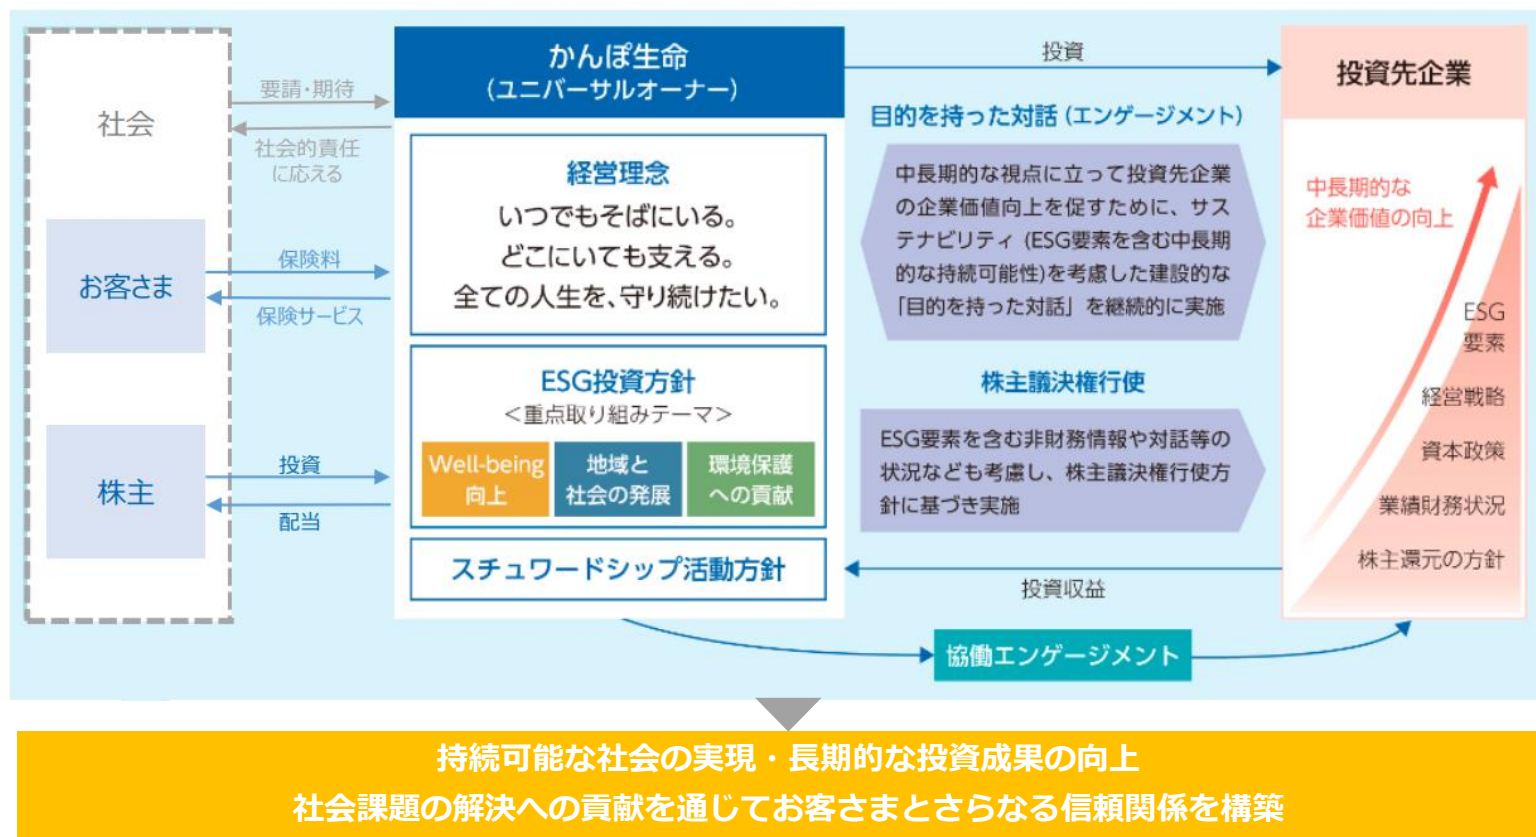 社会
要請・期待
社会的責任
に応える
お客さま
保険料
保険サービス
株主
投資
配当
かんぽ生命
(ユニバーサルオーナー)
経営理念
いつでもそばにいる。
どこにいても支える。
全ての人生を、守り続けたい。
ESG投資方針
＜重点取り組みテーマ＞
Well-being
向上
地域と
社会の発展
環境保護
への貢献
スチュワードシップ活動方針
投資
目的を持った対話 (エンゲージメント)
中長期的な視点に立って投資先企業
の企業価値向上を促すために、サス
テナビリティ (ESG要素を含む中長期
的な持続可能性)を考慮した建設的な
「目的を持った対話」を継続的に実施
株主議決権行使
ESG要素を含む非財務情報や対話等の
状況なども考慮し、株主議決権行使方
針に基づき実施
投資収益
協働エンゲージメント
投資先企業
中長期的な
企業価値の向上
ESG
要素
経営戦略
資本政策
業績財務状況
株主還元の方針
持続可能な社会の実現・長期的な投資成果の向上
社会課題の解決への貢献を通じてお客さまとさらなる信頼関係を構築